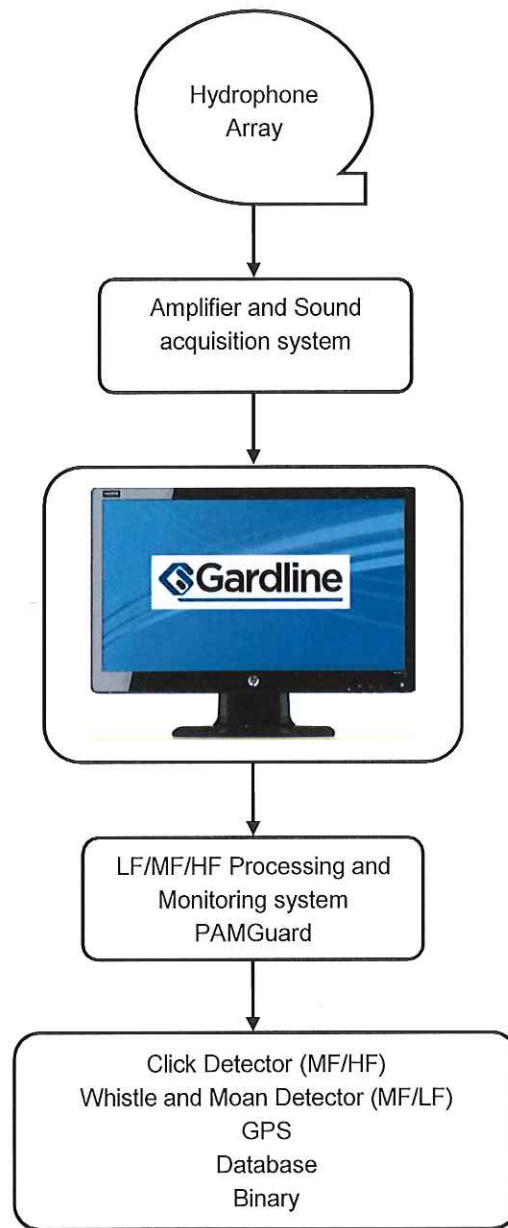 Hydrophone
Array
Amplifier and Sound
acquisition system
Gardline
hp
LF/MF/HF Processing and
Monitoring system
PAMGuard
Click Detector (MF/HF)
Whistle and Moan Detector (MF/LF)
GPS
Database
Binary